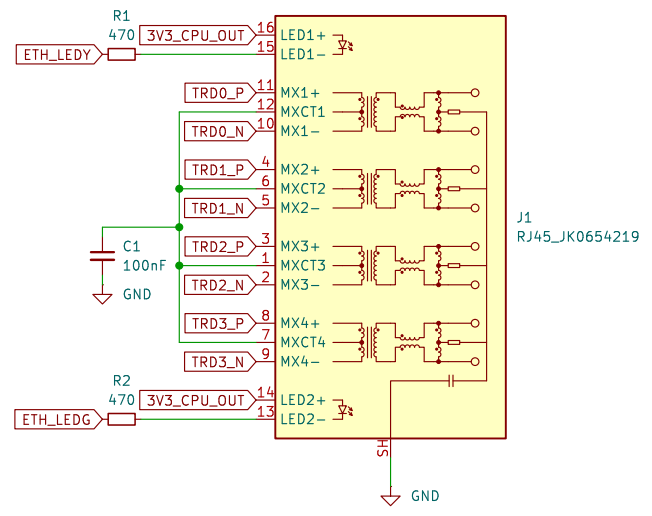 R1
470
3V3_CPU_OUT 16 LED1+
ETH_LEDY 15 LED1-
TRD0_P 11 MX1+
12 MXCT1
TRD0_N 10 MX1-
TRD1_P 4 MX2+
6 MXCT2
TRD1_N 5 MX2-
J1
RJ45_JK0654219
TRD2_P 3 MX3+
C1
100nF
1 MXCT3
TRD2_N 2 MX3-
GND
TRD3_P 8 MX4+
7 MXCT4
TRD3_N 9 MX4-
R2
470
3V3_CPU_OUT 14 LED2+
ETH_LEDG 13 LED2-
SH
GND